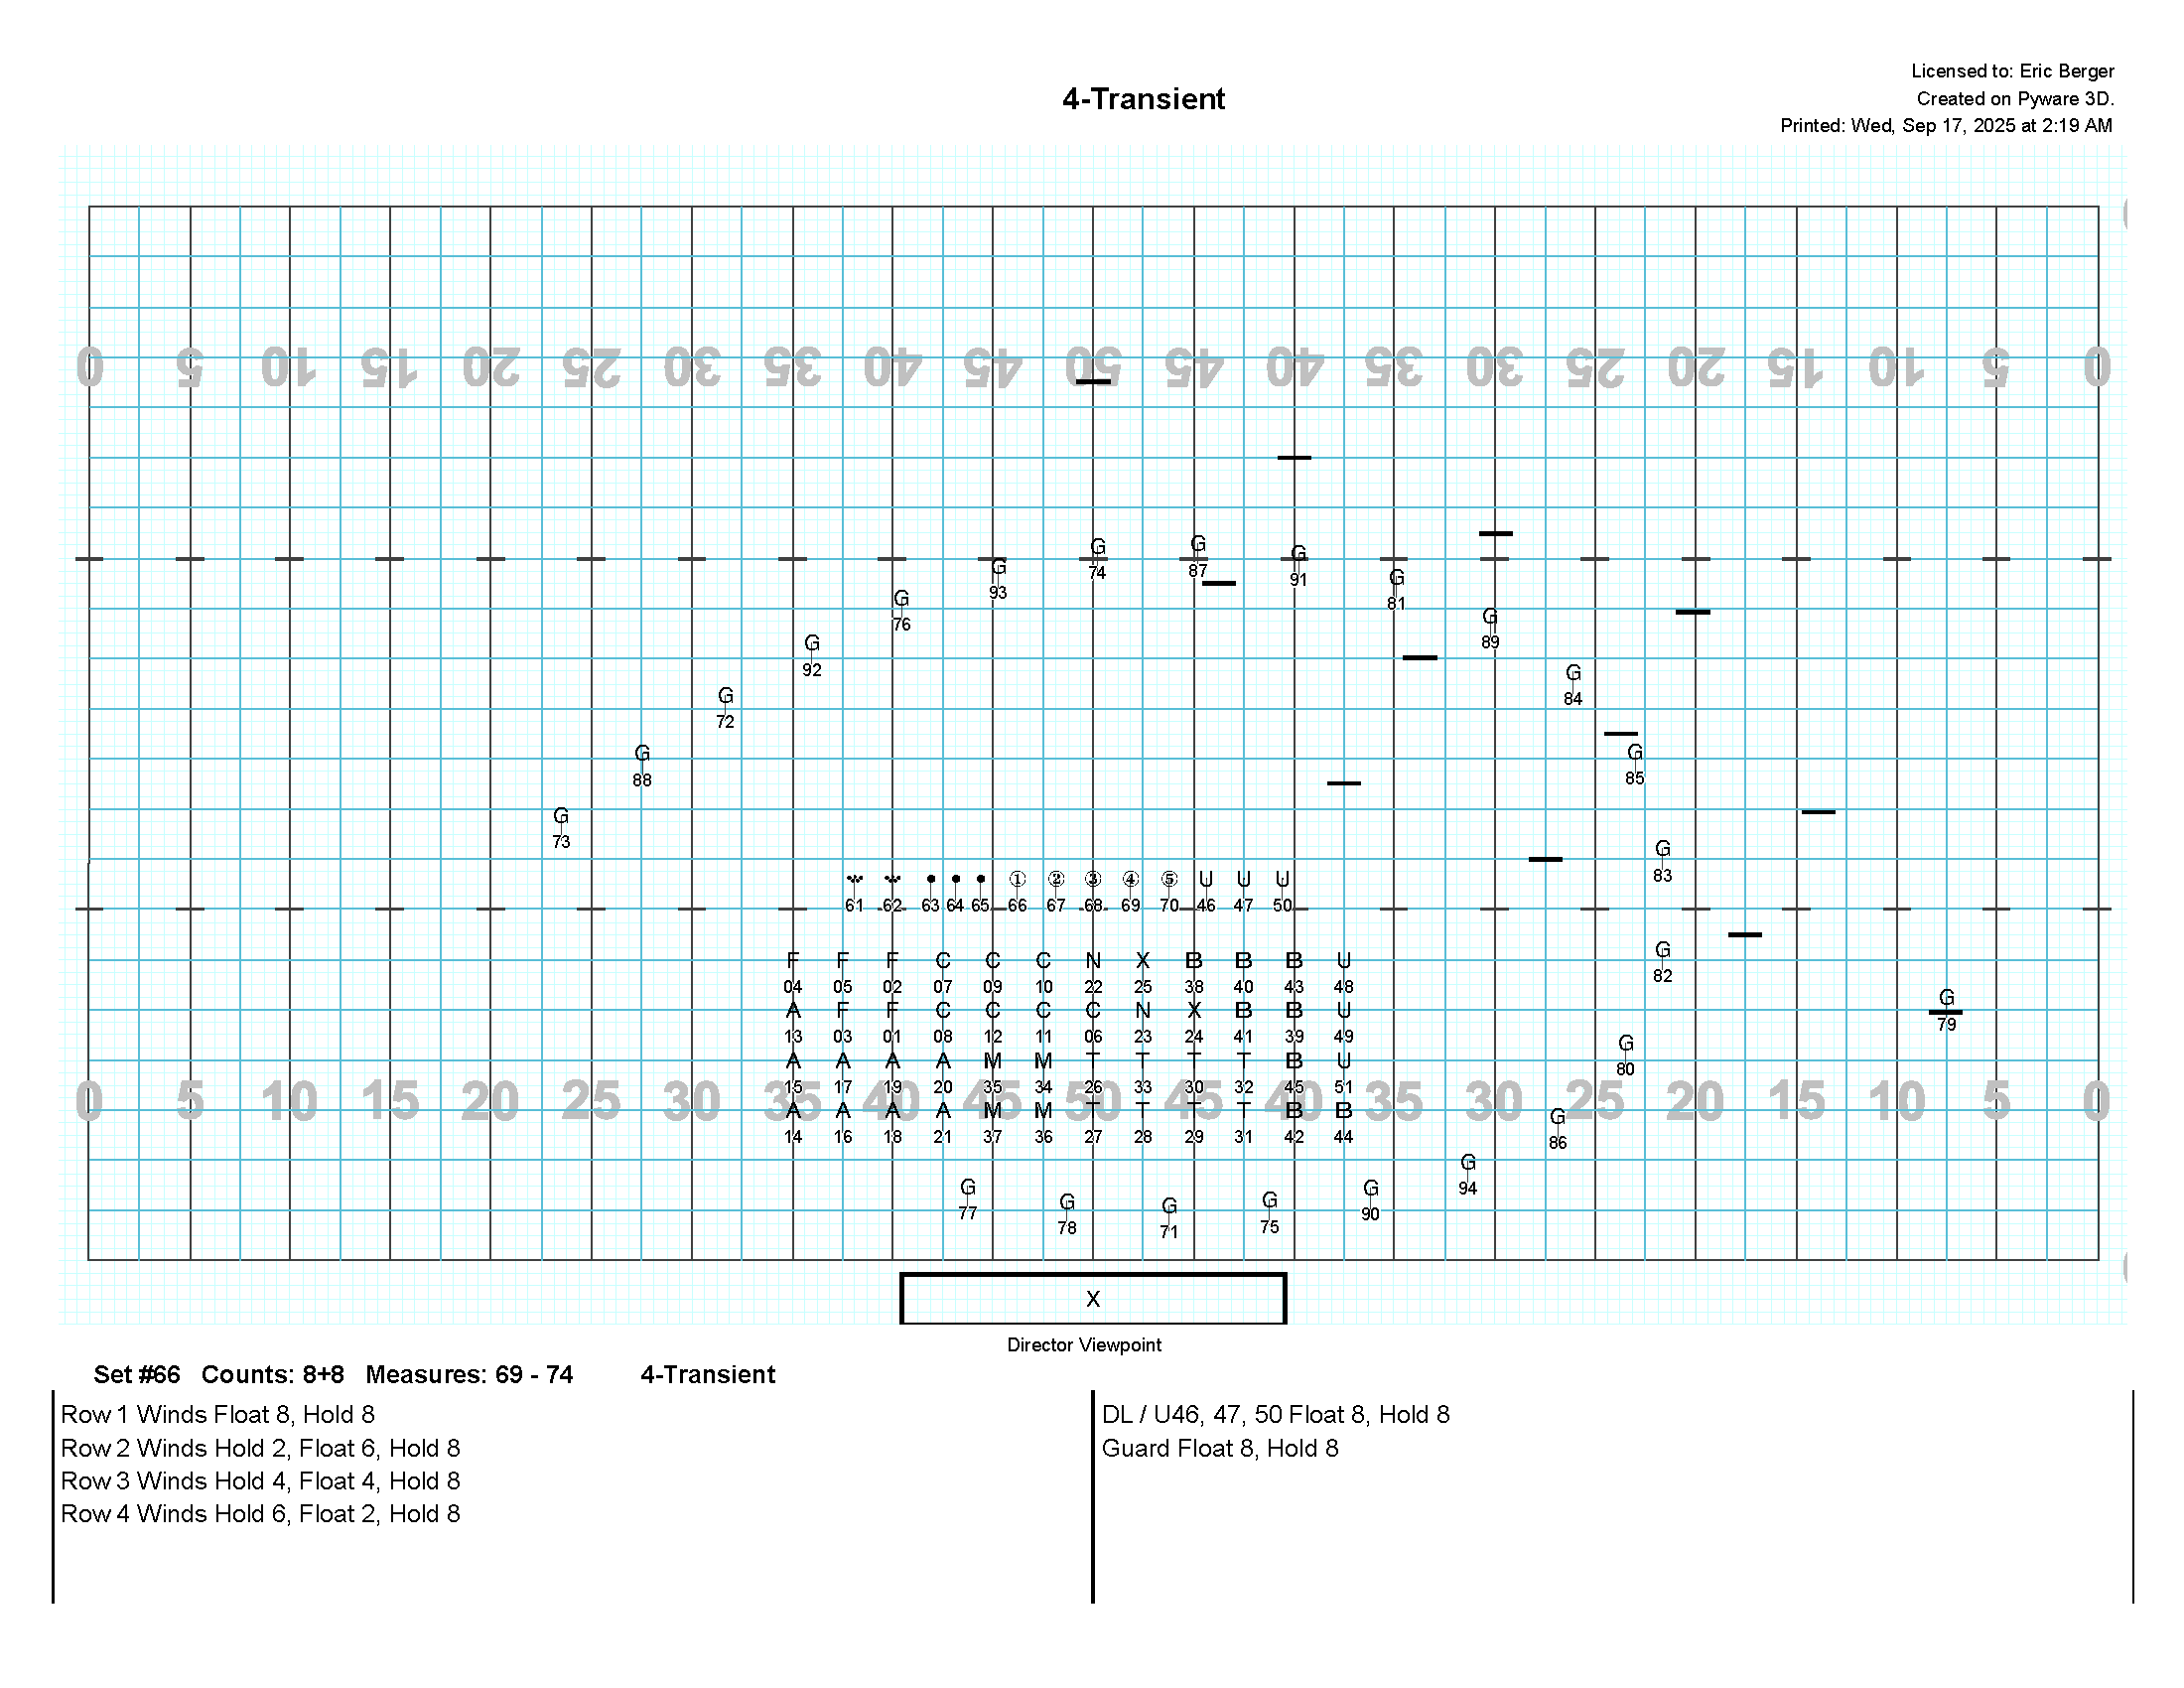 Licensed to: Eric Berger
4-Transient
Created on Pyware 3D.
Printed: Wed, Sep 17, 2025 at 2:19 AM
0 5 10 15 20 25 30 35 40 45 50 45 40 35 30 25 20 15 10 5 0
G G G G
74 87 91 81
G
93
G
76
G
89
G
92
G
84
G
72
G
88
G
85
G
73
G
83
① ② ③ ④ ⑤ U U U
61 62 63 64 65 66 67 68 69 70 46 47 50
G
82
F F F C C C N X B B B U
04 05 02 07 09 10 22 25 38 40 43 48
A F F C C C C N X B B U
13 03 01 08 12 11 06 23 24 41 39 49
G
79
G
80
A A A A M M T T T T B U
15 17 19 20 35 34 26 33 30 32 45 51
0 5 10 15 20 25 30 35 40 45 50 45 40 35 30 25 20 15 10 5 0
A A A A M M T T T T B B
14 16 18 21 37 36 27 28 29 31 42 44
G
86
G
94
G G G G G
77 78 71 75 90
X
Director Viewpoint
Set #66 Counts: 8+8 Measures: 69 - 74 4-Transient
Row 1 Winds Float 8, Hold 8
Row 2 Winds Hold 2, Float 6, Hold 8
Row 3 Winds Hold 4, Float 4, Hold 8
Row 4 Winds Hold 6, Float 2, Hold 8
DL / U46, 47, 50 Float 8, Hold 8
Guard Float 8, Hold 8